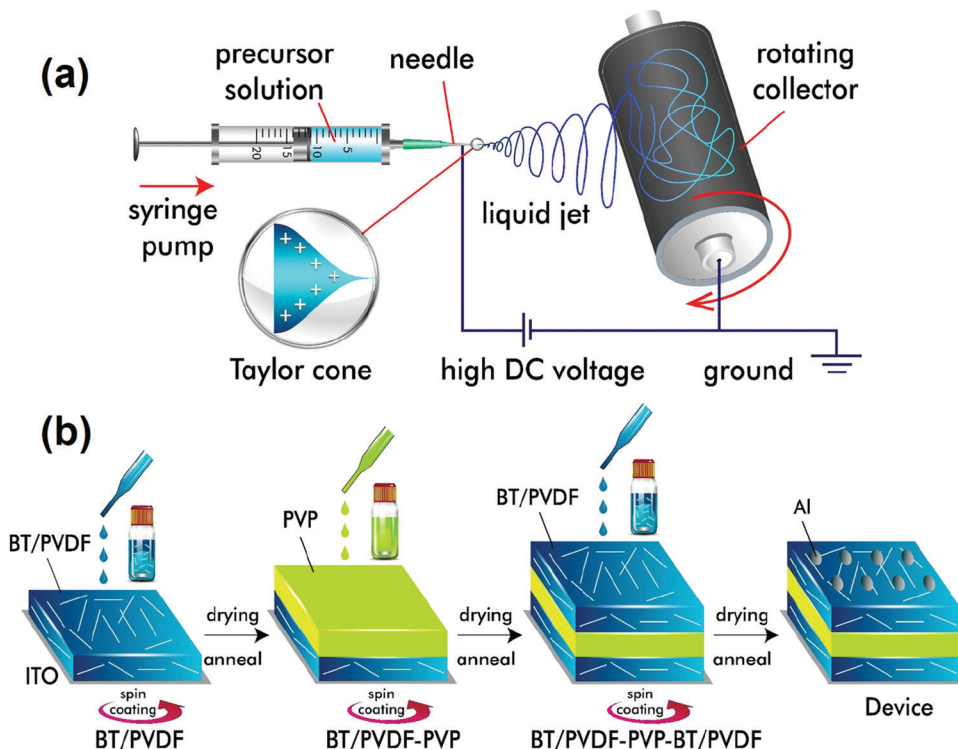 (a)
precursor
solution
needle
rotating
collector
20
15
10
5
syringe
pump
liquid jet
Taylor cone
high DC voltage
ground
(b)
BT/PVDF
PVP
BT/PVDF
Al
drying
anneal
drying
anneal
drying
anneal
ITO
spin
coating
BT/PVDF
spin
coating
BT/PVDF-PVP
spin
coating
BT/PVDF-PVP-BT/PVDF
Device